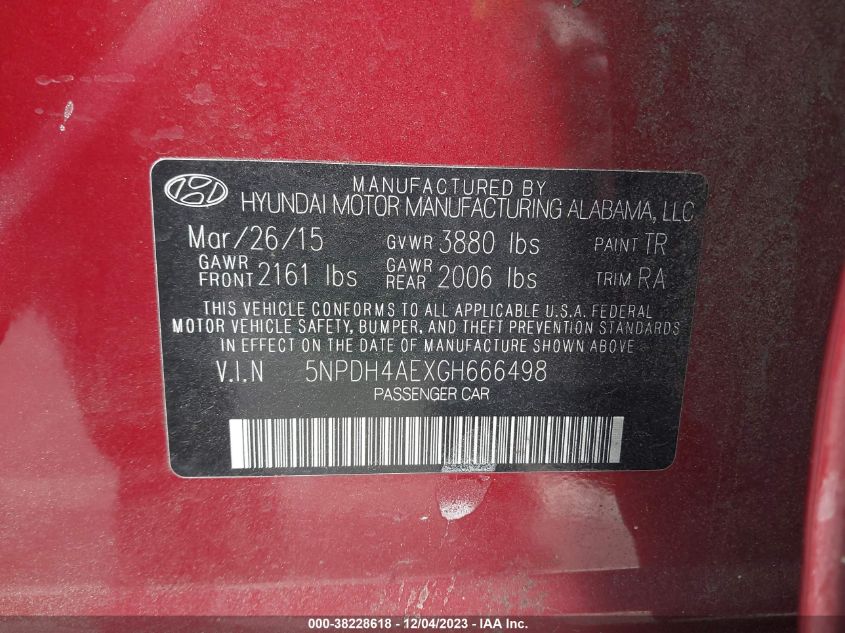 MANUFACTURED BY
HYUNDAI MOTOR MANUFACTURING ALABAMA, LLC
Mar/26/15 GVWR 3880 lbs PAINT TR
GAWR FRONT 2161 lbs GAWR REAR 2006 lbs TRIM RA
THIS VEHICLE CONFORMS TO ALL APPLICABLE U.S.A. FEDERAL
MOTOR VEHICLE SAFETY, BUMPER, AND THEFT PREVENTION STANDARDS
IN EFFECT ON THE DATE OF MANUFACTURE SHOWN ABOVE.
V.I.N 5NPDH4AEXGH666498
PASSENGER CAR
000-38228618 - 12/04/2023 - IAA Inc.